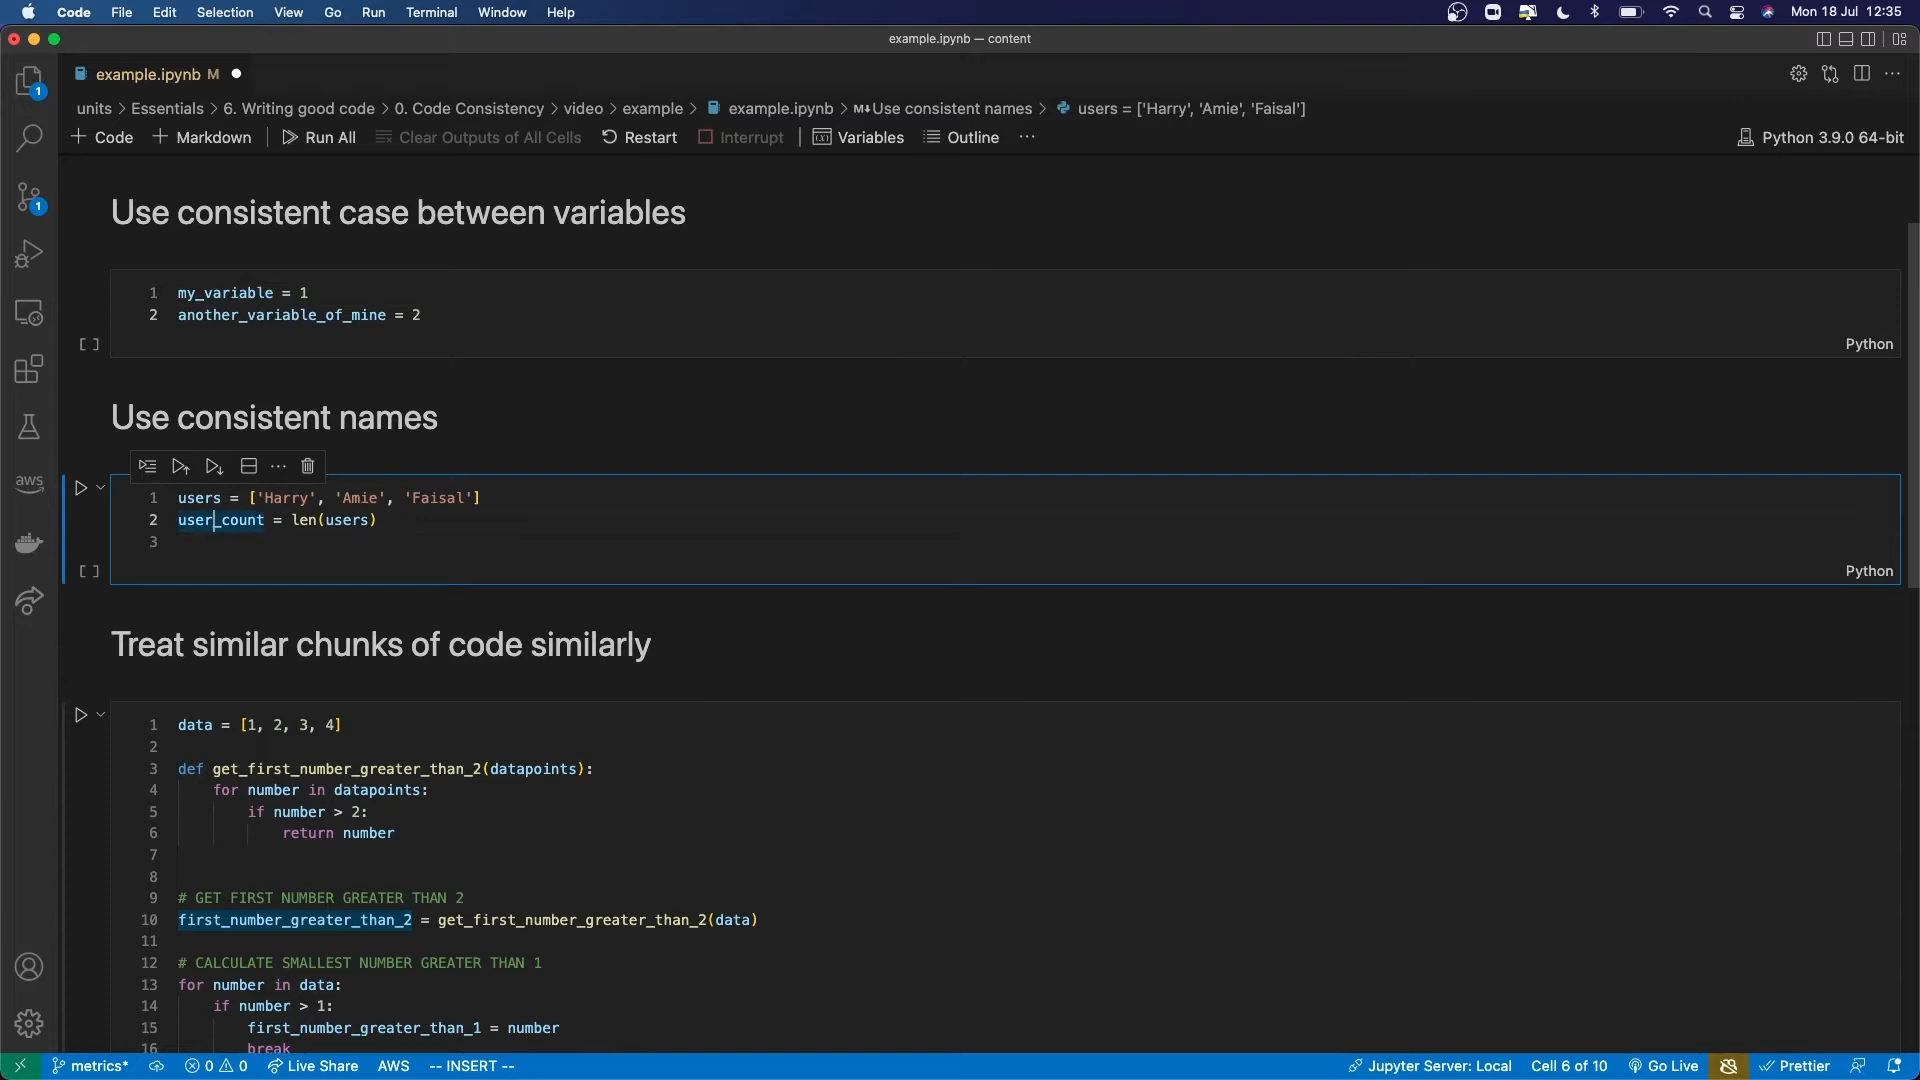 Code File Edit Selection View Go Run Terminal Window Help Mon 18 Jul 12:35
example.ipynb — content
example.ipynb M
units > Essentials > 6. Writing good code > 0. Code Consistency > video > example > example.ipynb > M↓Use consistent names > users = ['Harry', 'Amie', 'Faisal']
+ Code + Markdown Run All Clear Outputs of All Cells Restart Interrupt Variables Outline ··· Python 3.9.0 64-bit
Use consistent case between variables
1 my_variable = 1
2 another_variable_of_mine = 2
[ ] Python
Use consistent names
1 users = ['Harry', 'Amie', 'Faisal']
2 user_count = len(users)
3
[ ] Python
Treat similar chunks of code similarly
1 data = [1, 2, 3, 4]
2
3 def get_first_number_greater_than_2(datapoints):
4 for number in datapoints:
5 if number > 2:
6 return number
7
8
9 # GET FIRST NUMBER GREATER THAN 2
10 first_number_greater_than_2 = get_first_number_greater_than_2(data)
11
12 # CALCULATE SMALLEST NUMBER GREATER THAN 1
13 for number in data:
14 if number > 1:
15 first_number_greater_than_1 = number
16 break
1
1
aws
metrics* 0 0 Live Share AWS -- INSERT -- Jupyter Server: Local Cell 6 of 10 Go Live Prettier